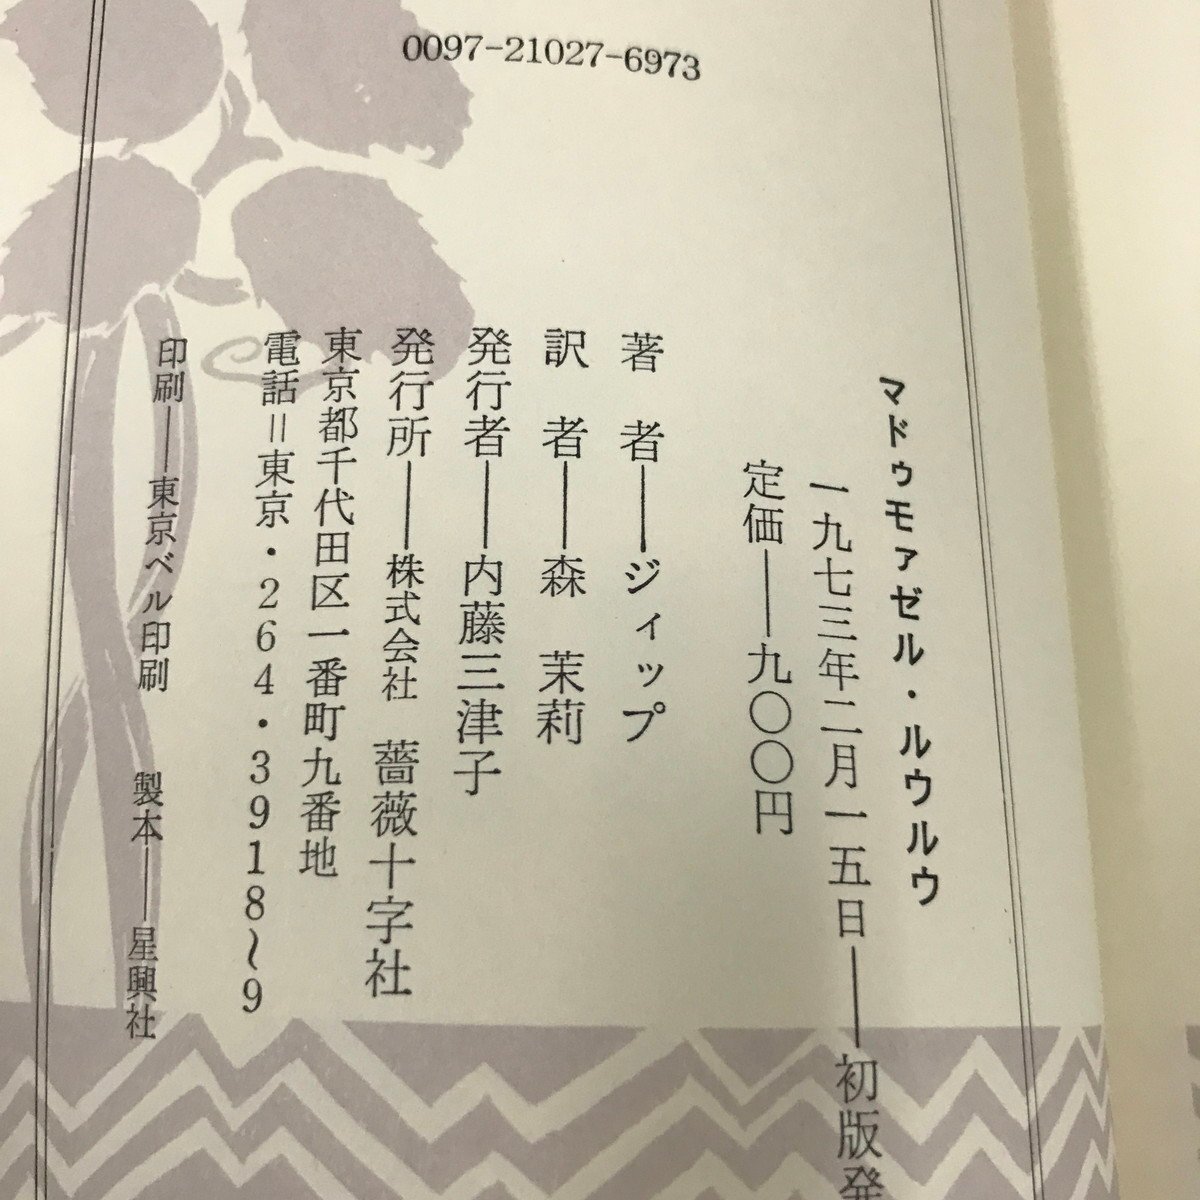 0097-21027-6973
マドゥモァゼル・ルウルウ
一九七三年二月一五日——初版発
定価——九〇〇円
著者——ジィップ
訳者——森茉莉
発行者——内藤三津子
発行所——株式会社 薔薇十字社
東京都千代田区一番町九番地
電話＝東京・264・3918~9
印刷——東京ベル印刷 製本——星興社